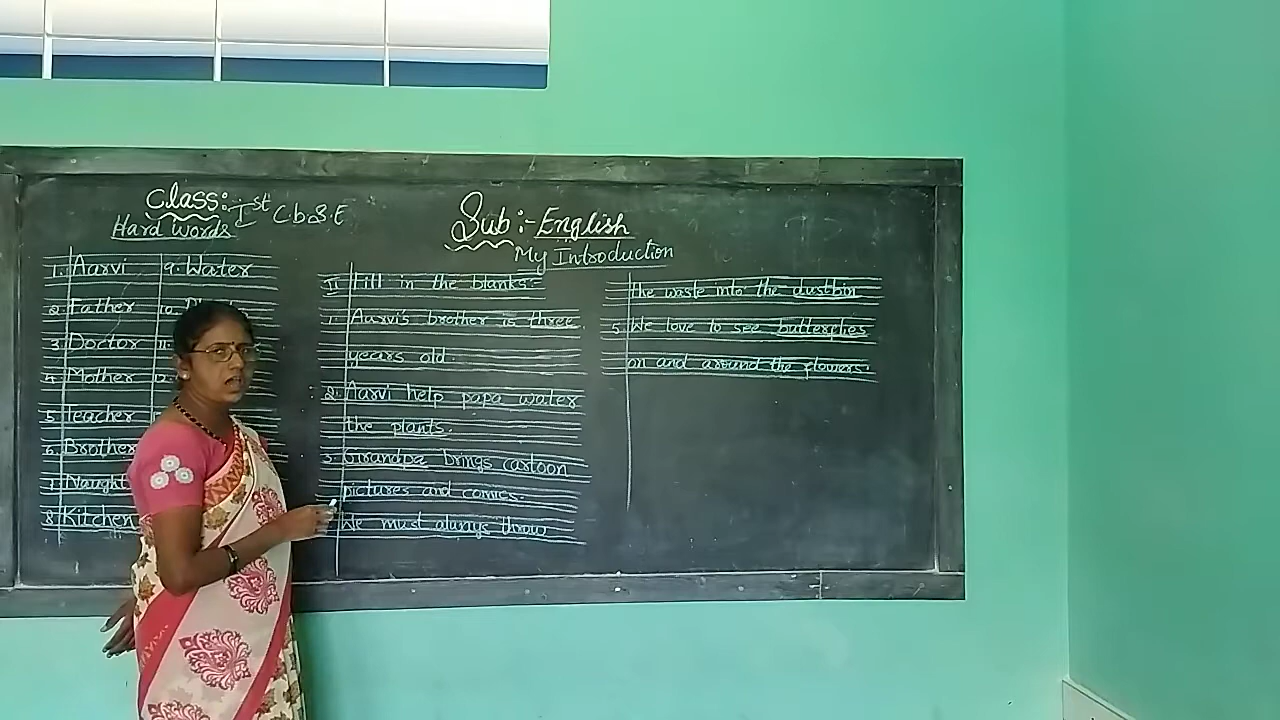 Class:- Ist C.b.S.E
Hard Words
1. Aarvi 9. Water
2. Father 10.
3. Doctor 11.
4. Mother 12.
5. Teacher
6. Brother
7. Naught
8. Kitchen
Sub:- English
My Introduction
II Fill in the blanks:-
1. Aarvi's brother is three
years old.
2. Aarvi help papa water
the plants.
3. Grandpa brings cartoon
pictures and comics.
We must always throw
the waste into the dustbin
5. We love to see butterflies
on and around the flowers.